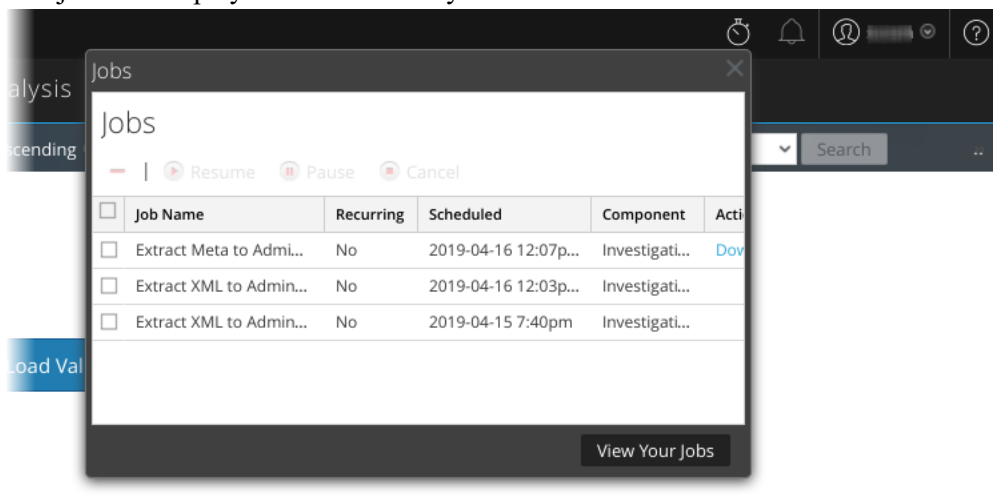 Jobs
alysis
Jobs
scending
Search
Resume Pause Cancel
Job Name Recurring Scheduled Component Acti
Extract Meta to Admi... No 2019-04-16 12:07p... Investigati... Dow
Extract XML to Admin... No 2019-04-16 12:03p... Investigati...
Extract XML to Admin... No 2019-04-15 7:40pm Investigati...
Load Val
View Your Jobs